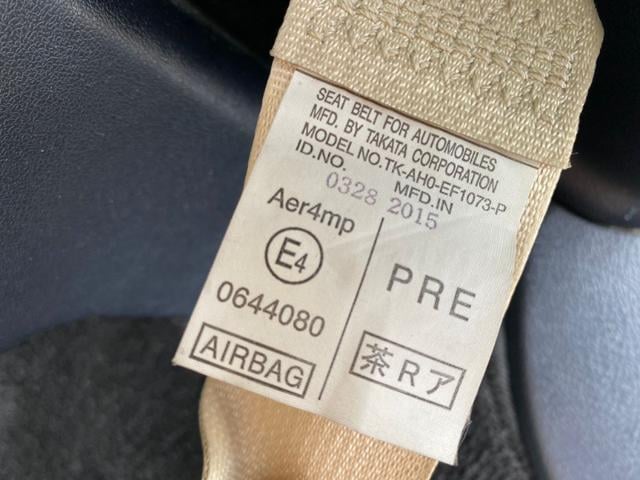 SEAT BELT FOR AUTOMOBILES
MFD. BY TAKATA CORPORATION
MODEL NO.TK-AH0-EF1073-P
ID.NO. MFD.IN
0328 2015
Aer4mp
E4
0644080
AIRBAG
PRE
茶Rア